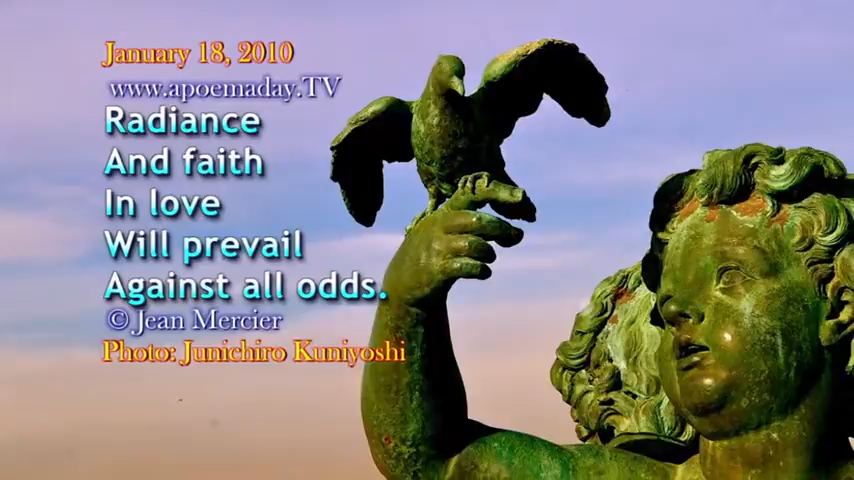 January 18, 2010
www.apoemaday.TV
Radiance
And faith
In love
Will prevail
Against all odds.
© Jean Mercier
Photo: Junichiro Kuniyoshi